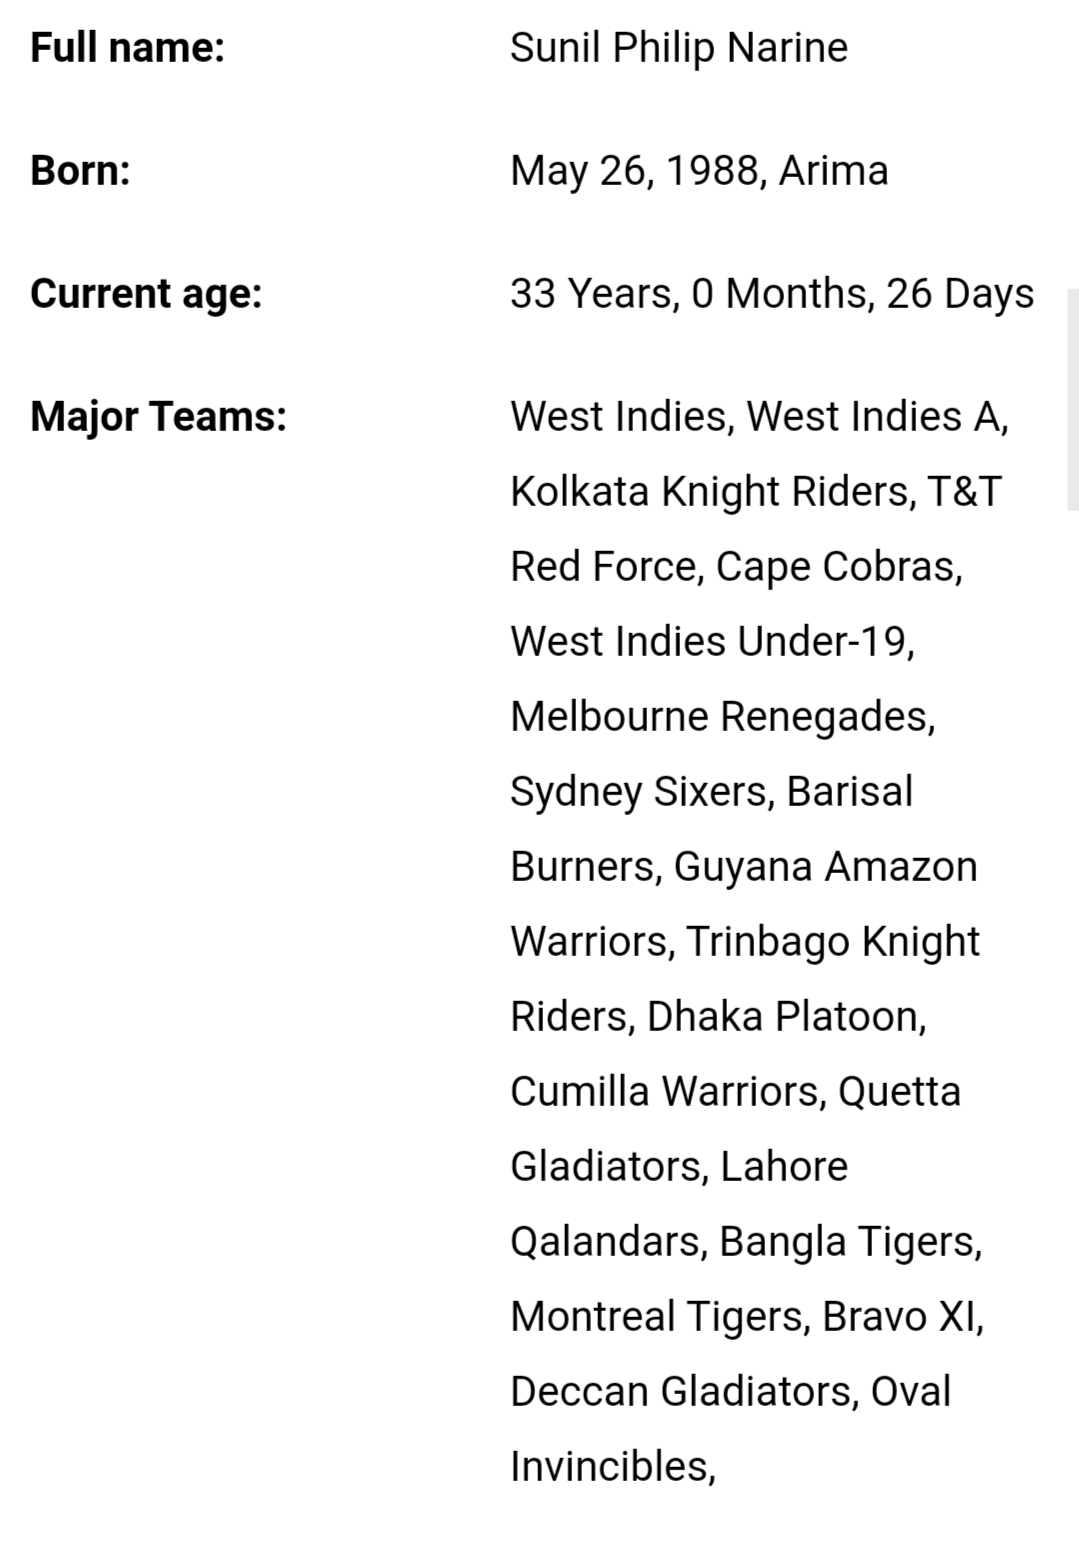 Full name: Sunil Philip Narine
Born: May 26, 1988, Arima
Current age: 33 Years, 0 Months, 26 Days
Major Teams: West Indies, West Indies A,
Kolkata Knight Riders, T&T
Red Force, Cape Cobras,
West Indies Under-19,
Melbourne Renegades,
Sydney Sixers, Barisal
Burners, Guyana Amazon
Warriors, Trinbago Knight
Riders, Dhaka Platoon,
Cumilla Warriors, Quetta
Gladiators, Lahore
Qalandars, Bangla Tigers,
Montreal Tigers, Bravo XI,
Deccan Gladiators, Oval
Invincibles,